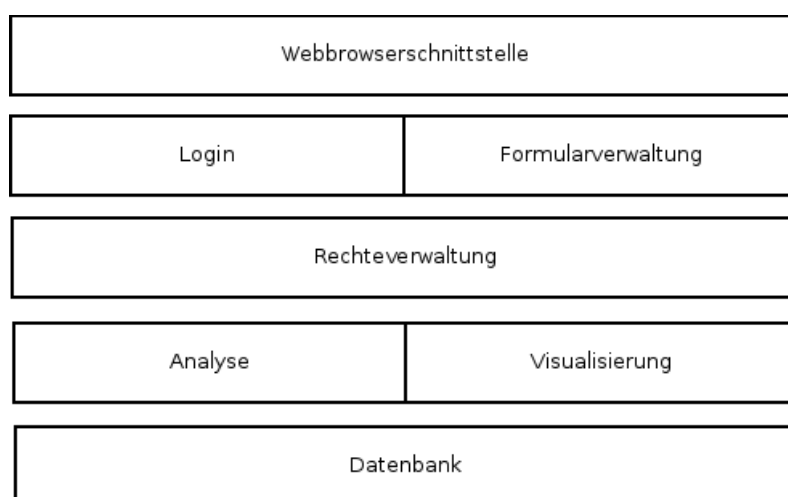 Webbrowserschnittstelle
Login Formularverwaltung
Rechteverwaltung
Analyse Visualisierung
Datenbank